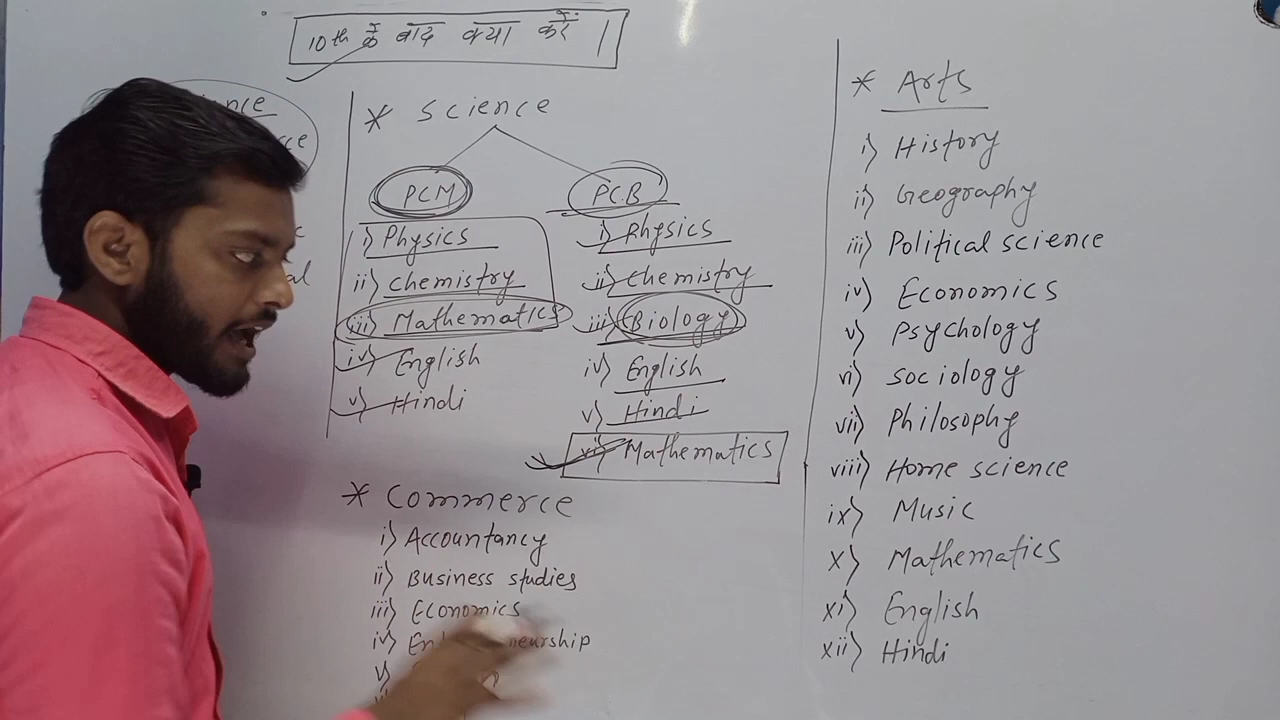 10th के बाद क्या करें |
* Science
PCM
i) Physics
ii) Chemistry
iii) Mathematics
iv) English
v) Hindi
PCB
i) Physics
ii) Chemistry
iii) Biology
iv) English
v) Hindi
vi) Mathematics
* Commerce
i) Accountancy
ii) Business studies
iii) Economics
iv)
v)
* Arts
i) History
ii) Geography
iii) Political science
iv) Economics
v) Psychology
vi) Sociology
vii) Philosophy
viii) Home science
ix) Music
x) Mathematics
xi) English
xii) Hindi